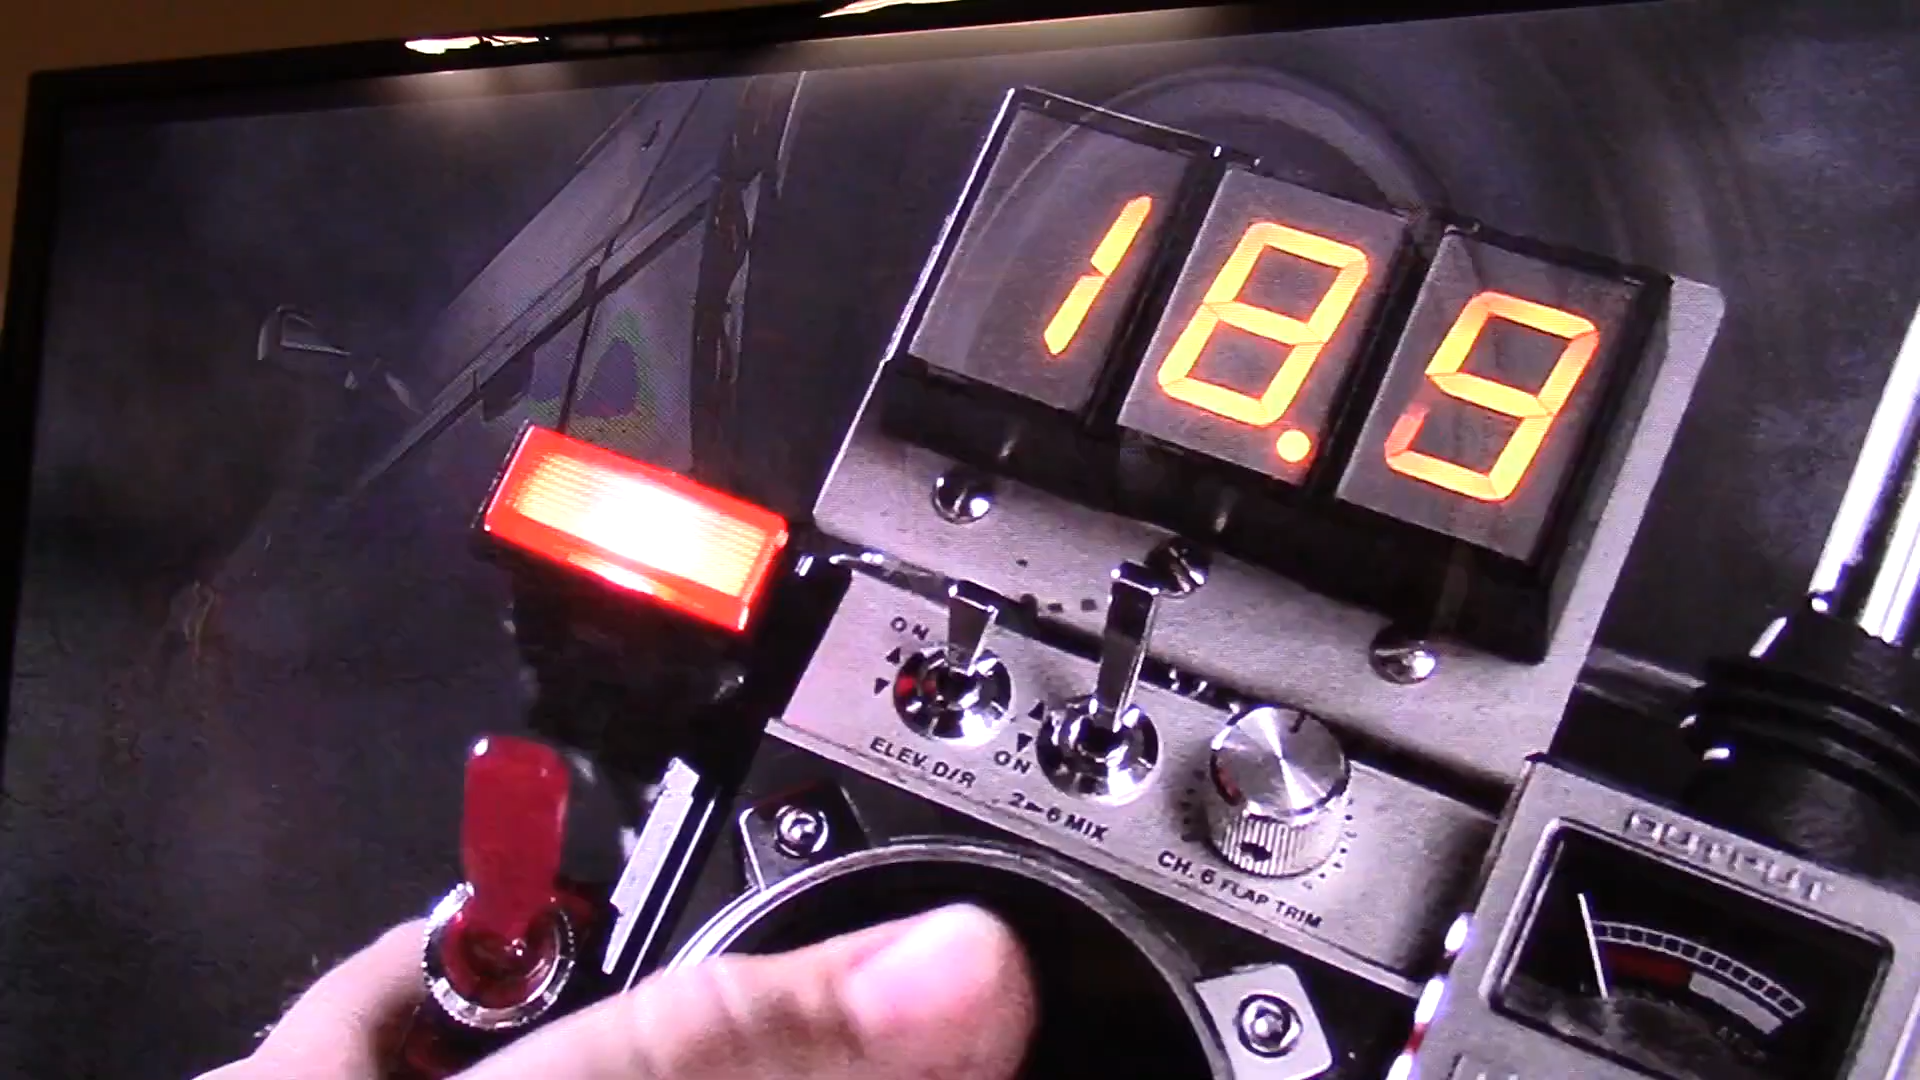 18.9
ON
ELEV. D/R
ON
2►6 MIX
CH. 6 FLAP TRIM
OUTPUT